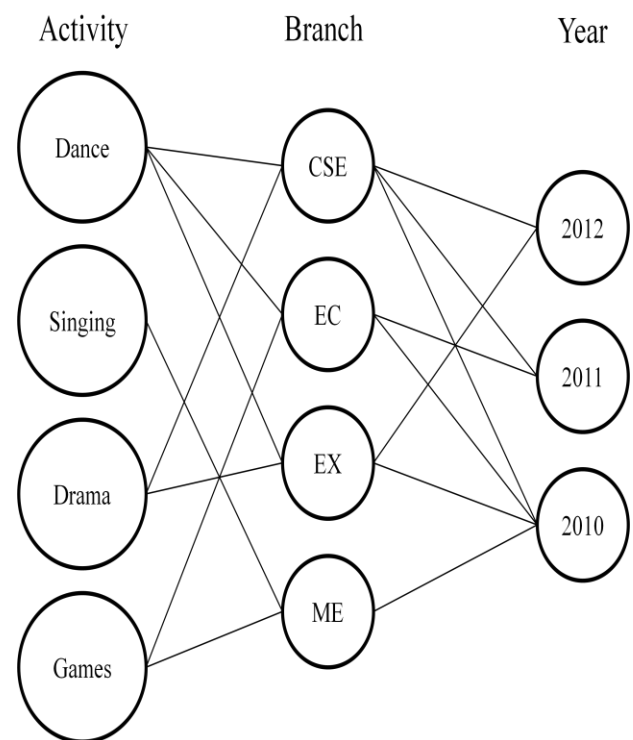 Activity
Branch
Year
Dance
Singing
Drama
Games
CSE
EC
EX
ME
2012
2011
2010